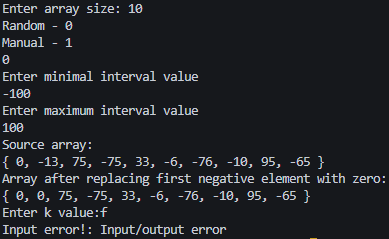 Enter array size: 10
Random - 0
Manual - 1
0
Enter minimal interval value
-100
Enter maximum interval value
100
Source array:
{ 0, -13, 75, -75, 33, -6, -76, -10, 95, -65 }
Array after replacing first negative element with zero:
{ 0, 0, 75, -75, 33, -6, -76, -10, 95, -65 }
Enter k value:f
Input error!: Input/output error